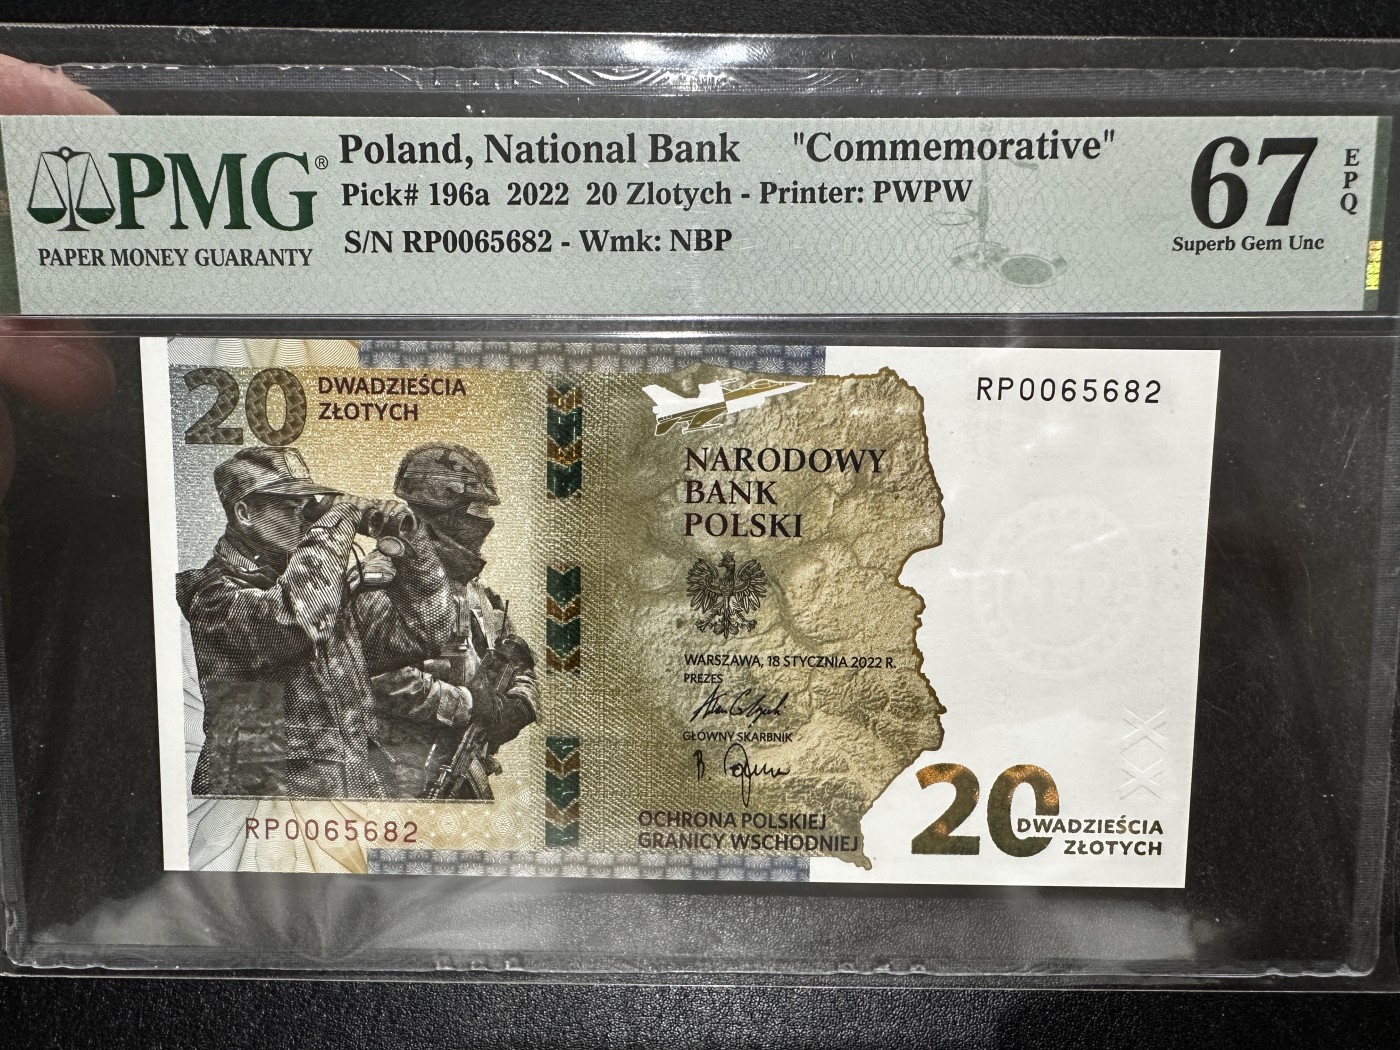 PMG®
PAPER MONEY GUARANTY
Poland, National Bank "Commemorative"
Pick# 196a 2022 20 Zlotych - Printer: PWPW
S/N RP0065682 - Wmk: NBP
67
EPQ
Superb Gem Unc
20 DWADZIEŚCIA
ZŁOTYCH
RP0065682
NARODOWY
BANK
POLSKI
WARSZAWA, 18 STYCZNIA 2022 R.
PREZES
GŁÓWNY SKARBNIK
OCHRONA POLSKIEJ
GRANICY WSCHODNIEJ
RP0065682
20 DWADZIEŚCIA
ZŁOTYCH